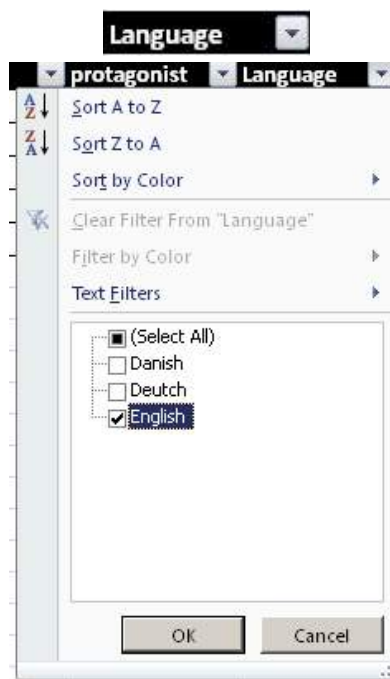 Language
protagonist Language
Sort A to Z
Sort Z to A
Sort by Color
Clear Filter From "Language"
Filter by Color
Text Filters
(Select All)
Danish
Deutch
English
OK Cancel